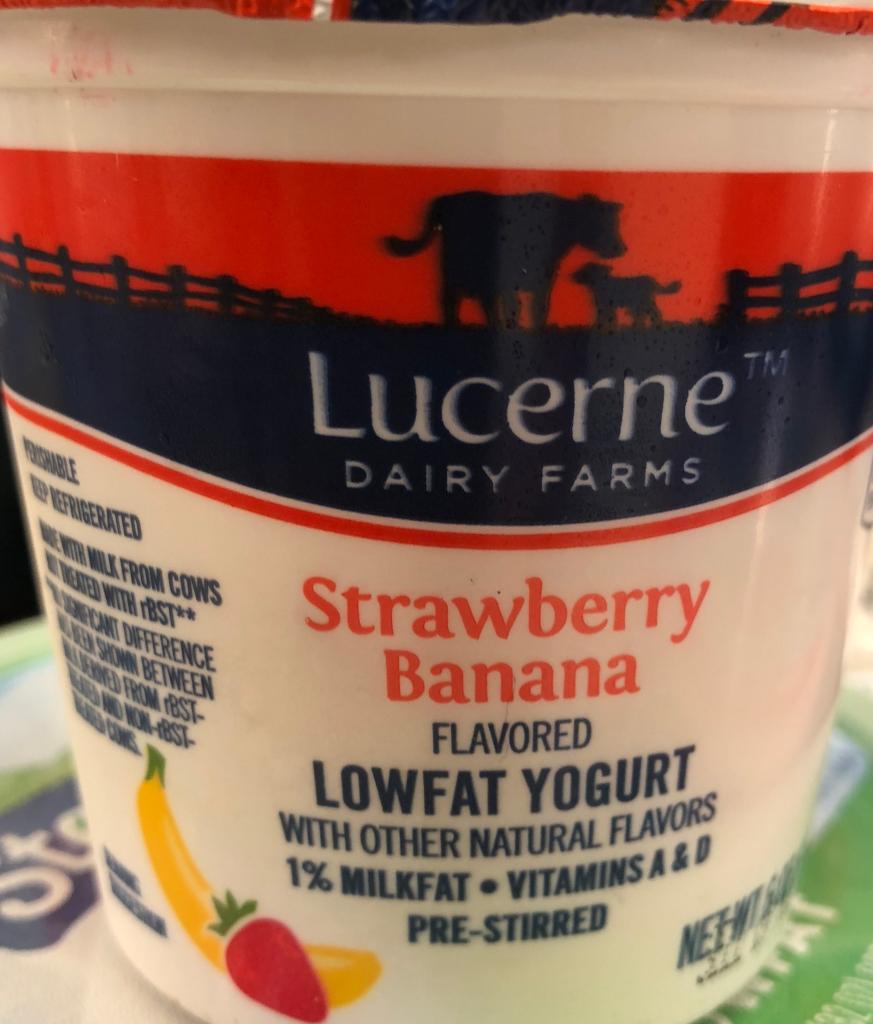 Lucerne™
DAIRY FARMS
Strawberry
Banana
FLAVORED
LOWFAT YOGURT
WITH OTHER NATURAL FLAVORS
1% MILKFAT • VITAMINS A & D
PRE-STIRRED
NET WT
PERISHABLE
KEEP REFRIGERATED
MADE WITH MILK FROM COWS
NOT TREATED WITH rBST**
SIGNIFICANT DIFFERENCE
BEEN SHOWN BETWEEN
DERIVED FROM rBST-
AND NON-rBST-
COWS.